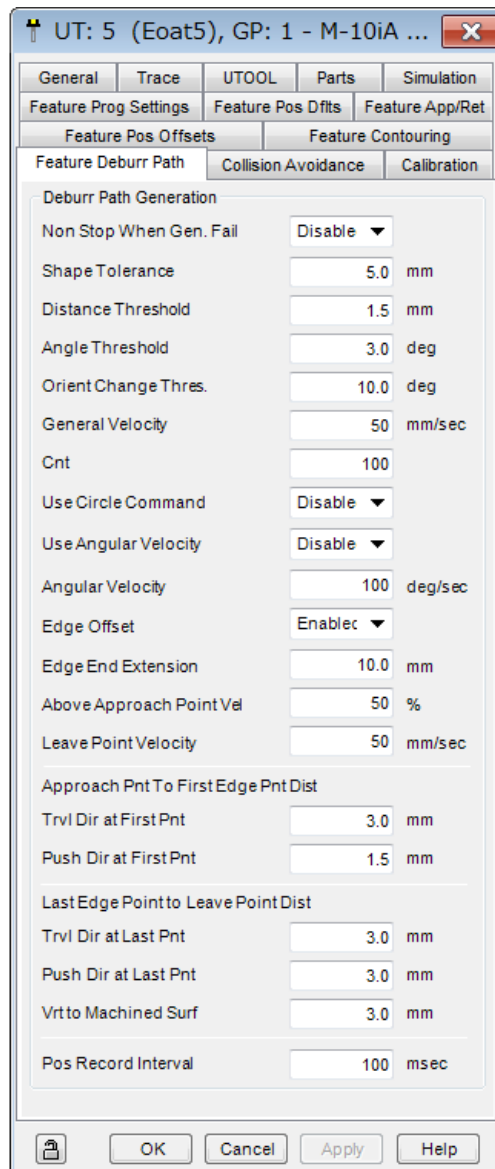 UT: 5 (Eoat5), GP: 1 - M-10iA ...
General Trace UTOOL Parts Simulation
Feature Prog Settings Feature Pos Dflts Feature App/Ret
Feature Pos Offsets Feature Contouring
Feature Deburr Path Collision Avoidance Calibration
Deburr Path Generation
Non Stop When Gen. Fail Disable
Shape Tolerance 5.0 mm
Distance Threshold 1.5 mm
Angle Threshold 3.0 deg
Orient Change Thres. 10.0 deg
General Velocity 50 mm/sec
Cnt 100
Use Circle Command Disable
Use Angular Velocity Disable
Angular Velocity 100 deg/sec
Edge Offset Enablec
Edge End Extension 10.0 mm
Above Approach Point Vel 50 %
Leave Point Velocity 50 mm/sec
Approach Pnt To First Edge Pnt Dist
Trvl Dir at First Pnt 3.0 mm
Push Dir at First Pnt 1.5 mm
Last Edge Point to Leave Point Dist
Trvl Dir at Last Pnt 3.0 mm
Push Dir at Last Pnt 3.0 mm
Vrt to Machined Surf 3.0 mm
Pos Record Interval 100 msec
OK Cancel Apply Help